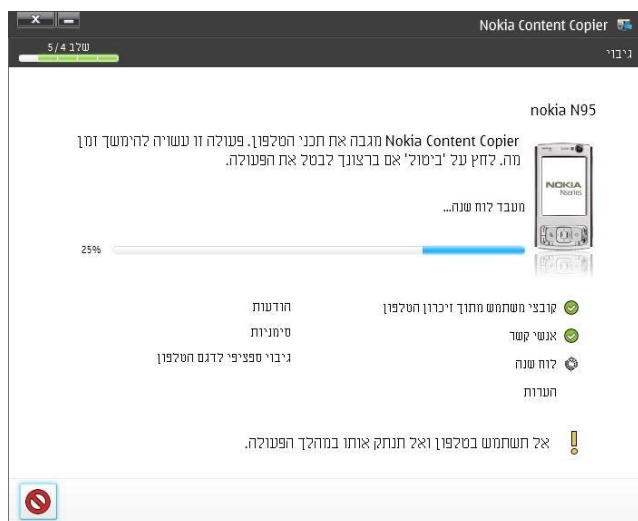 Nokia Content Copier
שלב 5/4
גיבוי
nokia N95
Nokia Content Copier מגבה את תכני הטלפון. פעולה זו עשויה להימשך זמן
מה. לחץ על 'ביטול' אם ברצונך לבטל את הפעולה.
NOKIA
Nseries
מעבד לוח שנה...
25%
קובצי משתמש מתוך זיכרון הטלפון
אנשי קשר
לוח שנה
הערות
הודעות
סימניות
גיבוי ספציפי לדגם הטלפון
אל תשתמש בטלפון ואל תנתק אותו במהלך הפעולה.